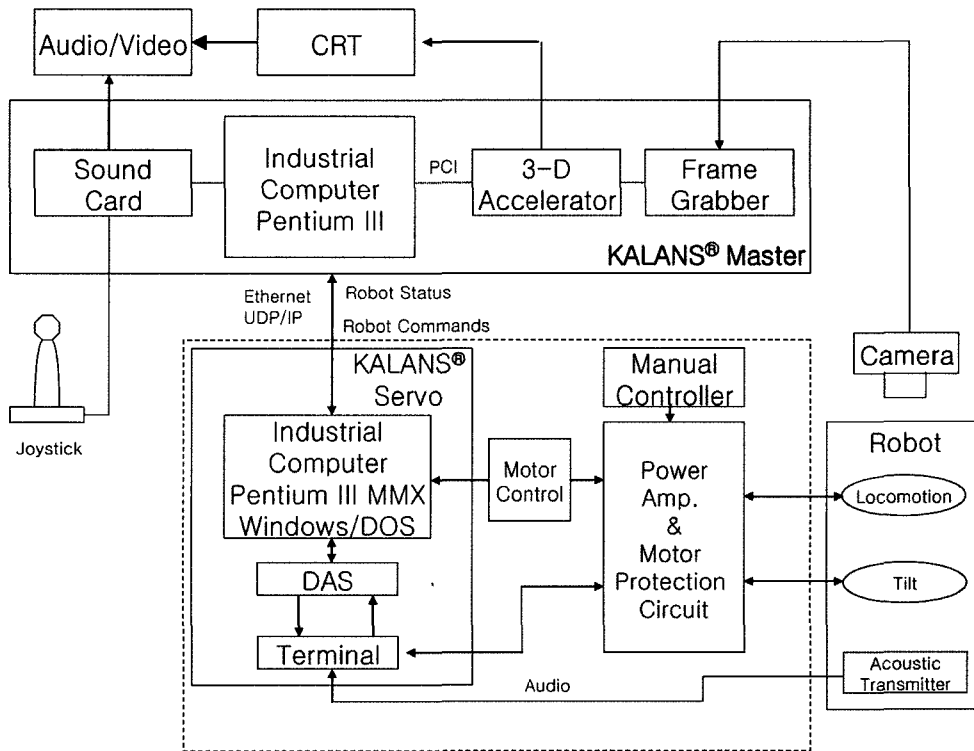 Audio/Video
CRT
Sound
Card
Industrial
Computer
Pentium III
PCI
3-D
Accelerator
Frame
Grabber
KALANS® Master
Ethernet
UDP/IP
Robot Status
Robot Commands
Joystick
KALANS®
Servo
Manual
Controller
Camera
Industrial
Computer
Pentium III MMX
Windows/DOS
Motor
Control
Power
Amp.
&
Motor
Protection
Circuit
Robot
Locomotion
Tilt
DAS
Terminal
Audio
Acoustic
Transmitter